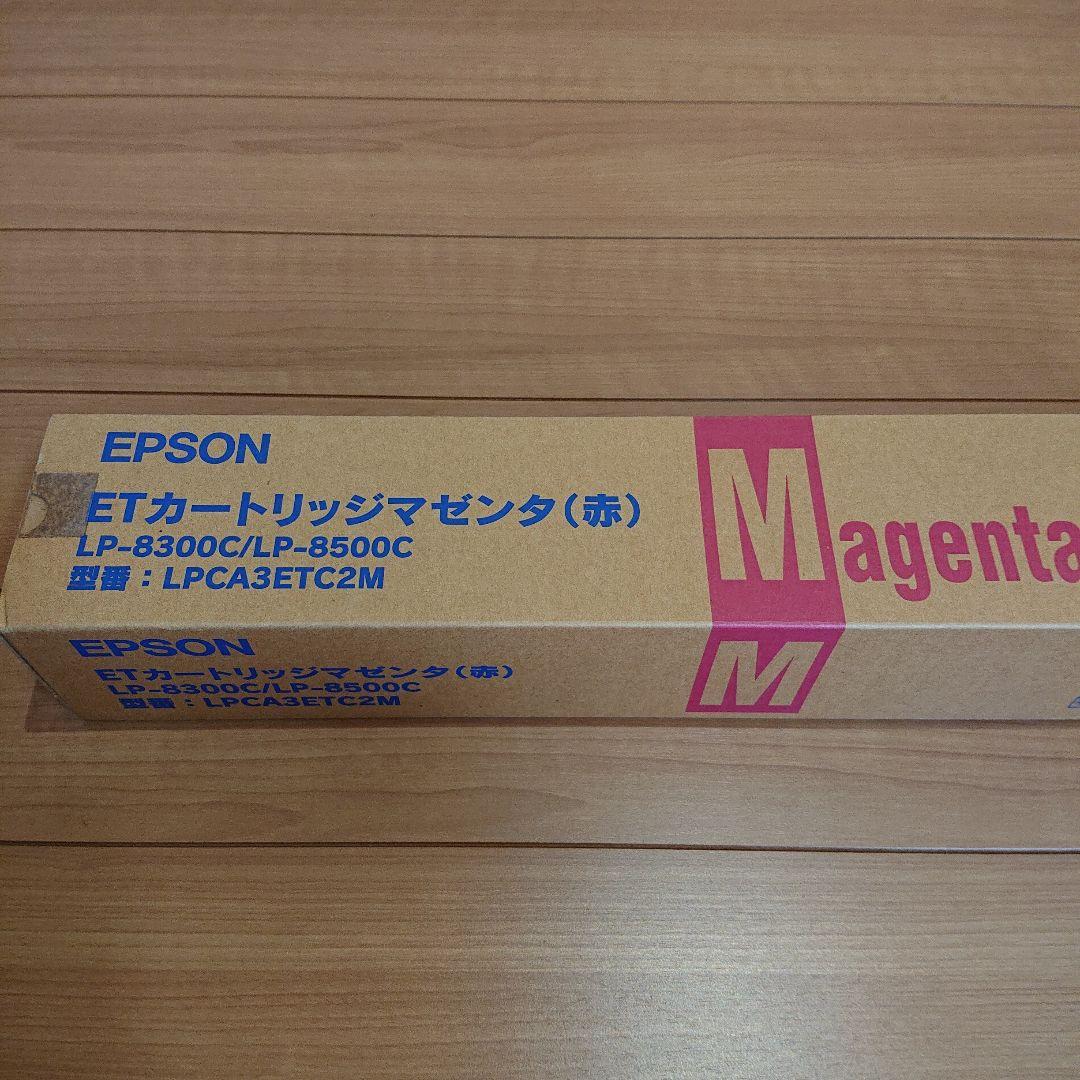 EPSON
ETカートリッジマゼンタ(赤)
LP-8300C/LP-8500C
型番：LPCA3ETC2M
Magenta
EPSON
ETカートリッジマゼンタ(赤)
LP-8300C/LP-8500C
型番：LPCA3ETC2M
M